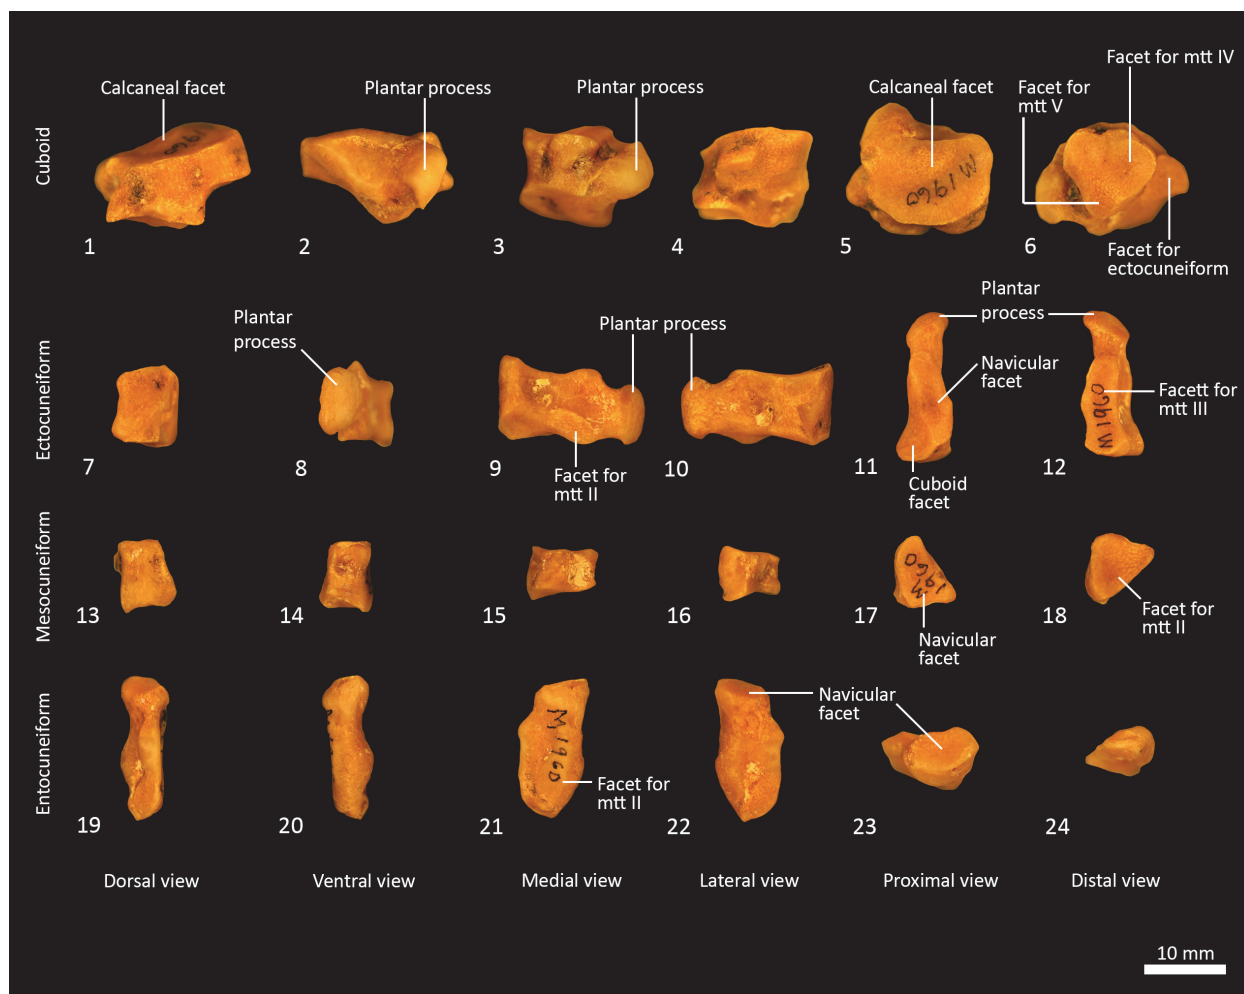 Calcaneal facet
Plantar process
Plantar process
Calcaneal facet
Facet for
mtt V
Facet for mtt IV
Cuboid
M 1960
1
2
3
4
5
6
Facet for
ectocuneiform
Plantar
process
Plantar process
Plantar
process
Navicular
facet
Facett for
mtt III
Ectocuneiform
M 1960
7
8
9
10
11
12
Facet for
mtt II
Cuboid
facet
Mesocuneiform
M 1960
13
14
15
16
17
18
Navicular
facet
Facet for
mtt II
Entocuneiform
M 1960
Navicular
facet
Facet for
mtt II
19
20
21
22
23
24
Dorsal view
Ventral view
Medial view
Lateral view
Proximal view
Distal view
10 mm